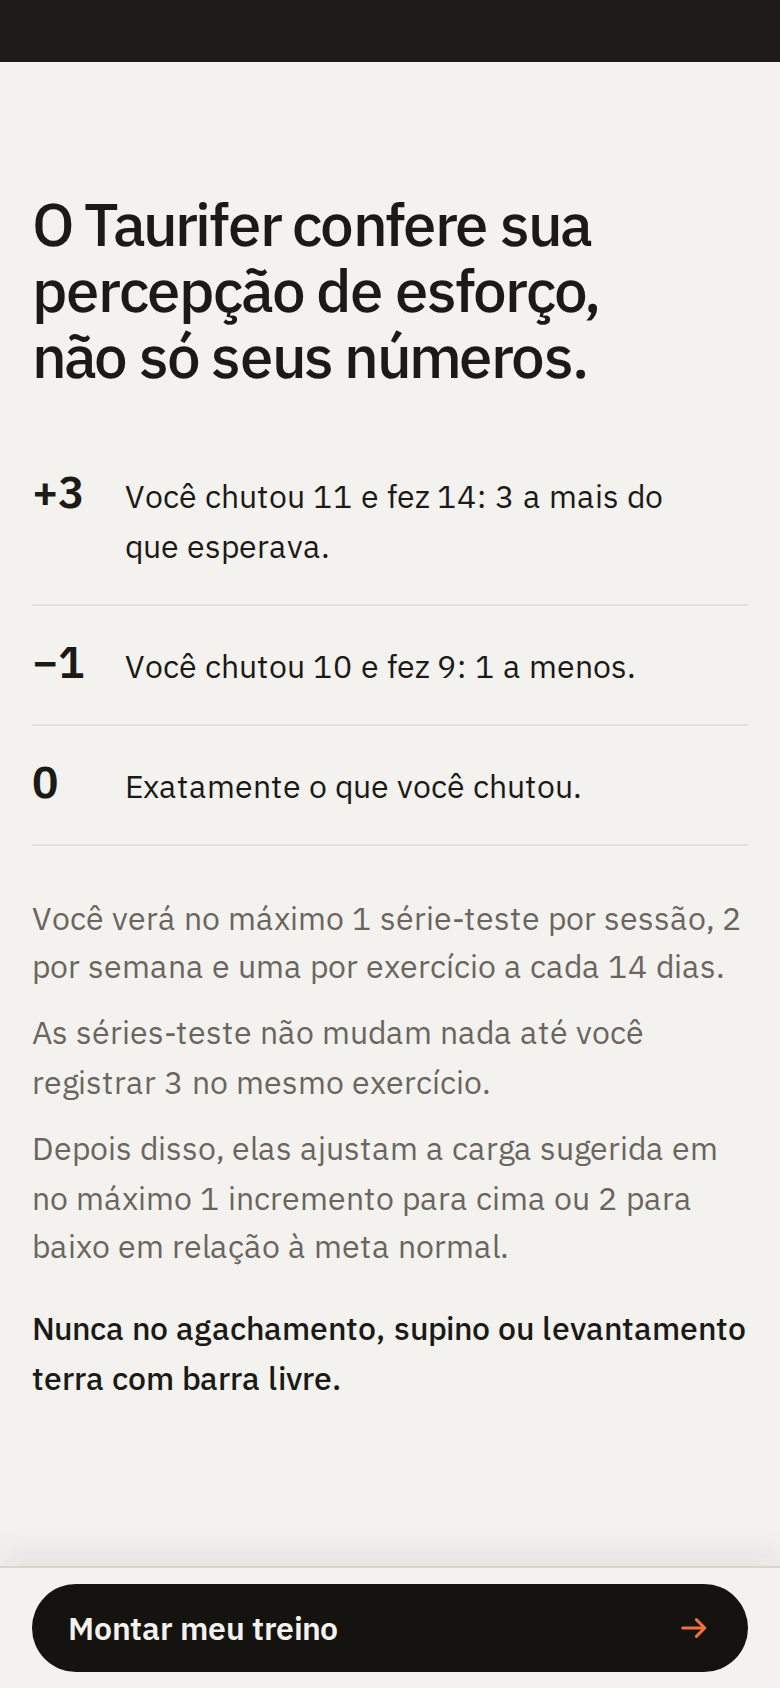 O Taurifer confere sua
percepção de esforço,
não só seus números.
+3
Você chutou 11 e fez 14: 3 a mais do
que esperava.
−1
Você chutou 10 e fez 9: 1 a menos.
0
Exatamente o que você chutou.
Você verá no máximo 1 série-teste por sessão, 2
por semana e uma por exercício a cada 14 dias.
As séries-teste não mudam nada até você
registrar 3 no mesmo exercício.
Depois disso, elas ajustam a carga sugerida em
no máximo 1 incremento para cima ou 2 para
baixo em relação à meta normal.
Nunca no agachamento, supino ou levantamento
terra com barra livre.
Montar meu treino